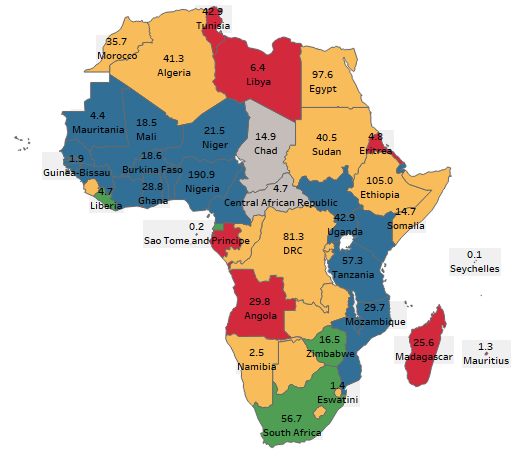 42.9
Tunisia
35.7
Morocco
41.3
Algeria
6.4
Libya
97.6
Egypt
4.4
Mauritania
18.5
Mali
21.5
Niger
14.9
Chad
40.5
Sudan
4.8
Eritrea
1.9
Guinea-Bissau
18.6
Burkina Faso
4.7
Liberia
28.8
Ghana
190.9
Nigeria
4.7
Central African Republic
105.0
Ethiopia
14.7
Somalia
0.2
Sao Tome and Principe
81.3
DRC
42.9
Uganda
57.3
Tanzania
0.1
Seychelles
29.8
Angola
29.7
Mozambique
16.5
Zimbabwe
25.6
Madagascar
1.3
Mauritius
2.5
Namibia
1.4
Eswatini
56.7
South Africa